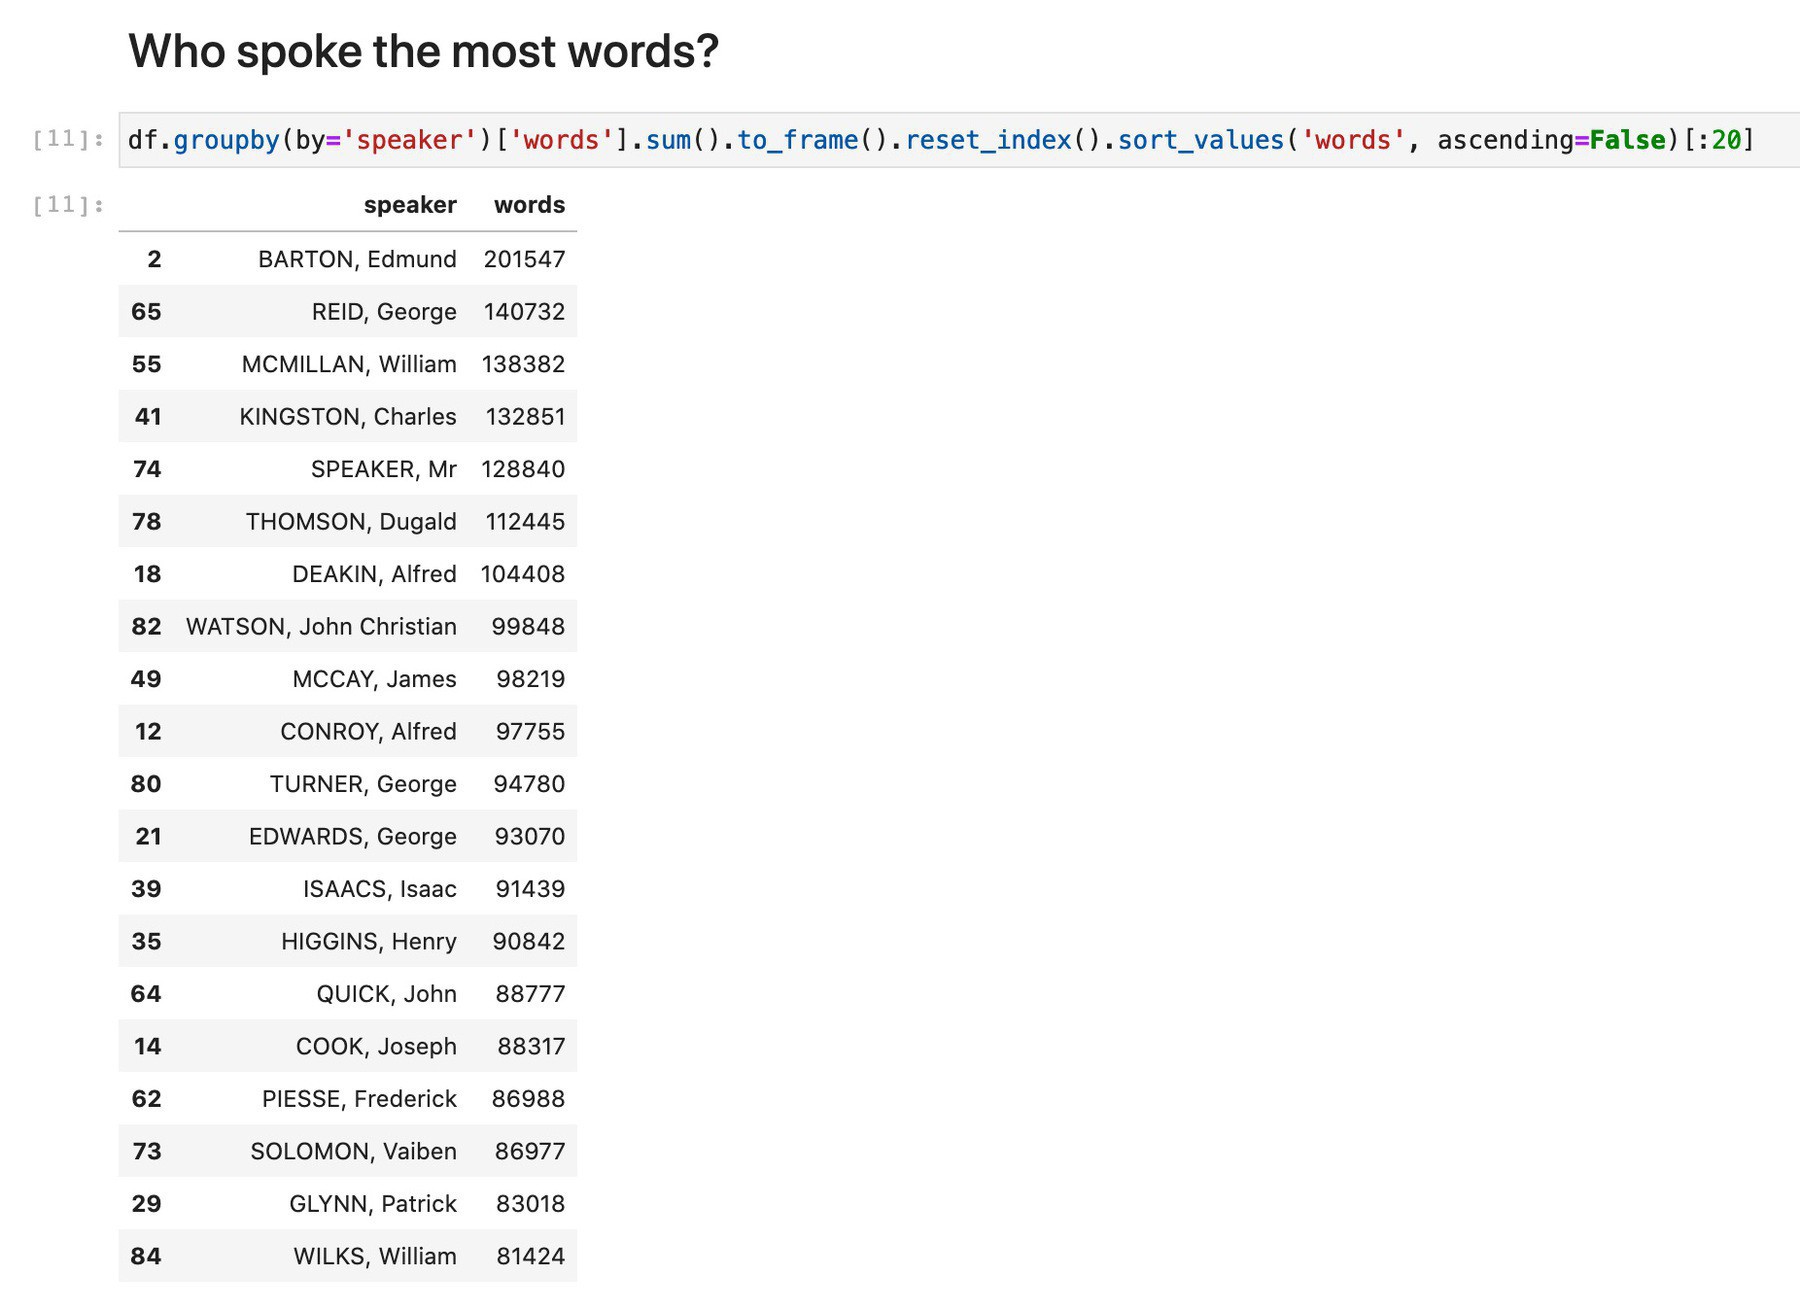 Who spoke the most words?
[11]: df.groupby(by='speaker')['words'].sum().to_frame().reset_index().sort_values('words', ascending=False)[:20]
[11]: speaker words
2 BARTON, Edmund 201547
65 REID, George 140732
55 MCMILLAN, William 138382
41 KINGSTON, Charles 132851
74 SPEAKER, Mr 128840
78 THOMSON, Dugald 112445
18 DEAKIN, Alfred 104408
82 WATSON, John Christian 99848
49 MCCAY, James 98219
12 CONROY, Alfred 97755
80 TURNER, George 94780
21 EDWARDS, George 93070
39 ISAACS, Isaac 91439
35 HIGGINS, Henry 90842
64 QUICK, John 88777
14 COOK, Joseph 88317
62 PIESSE, Frederick 86988
73 SOLOMON, Vaiben 86977
29 GLYNN, Patrick 83018
84 WILKS, William 81424